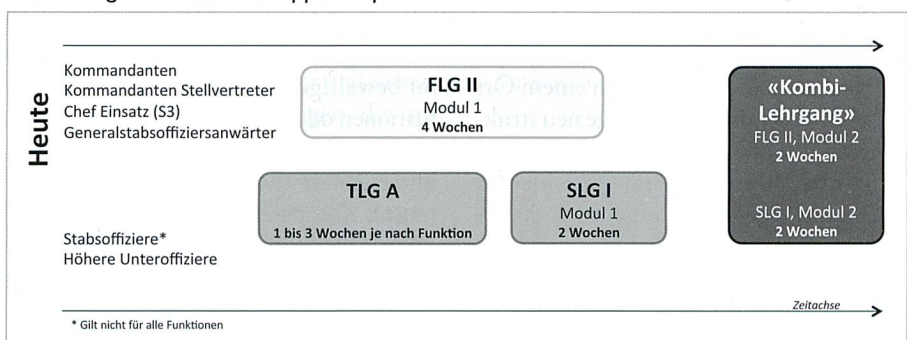 Heute
Kommandanten
Kommandanten Stellvertreter
Chef Einsatz (S3)
Generalstabsoffiziersanwärter
FLG II
Modul 1
4 Wochen
«Kombi-
Lehrgang»
FLG II, Modul 2
2 Wochen
SLG I, Modul 2
2 Wochen
TLG A
1 bis 3 Wochen je nach Funktion
SLG I
Modul 1
2 Wochen
Stabsoffiziere*
Höhere Unteroffiziere
Zeitachse
* Gilt nicht für alle Funktionen